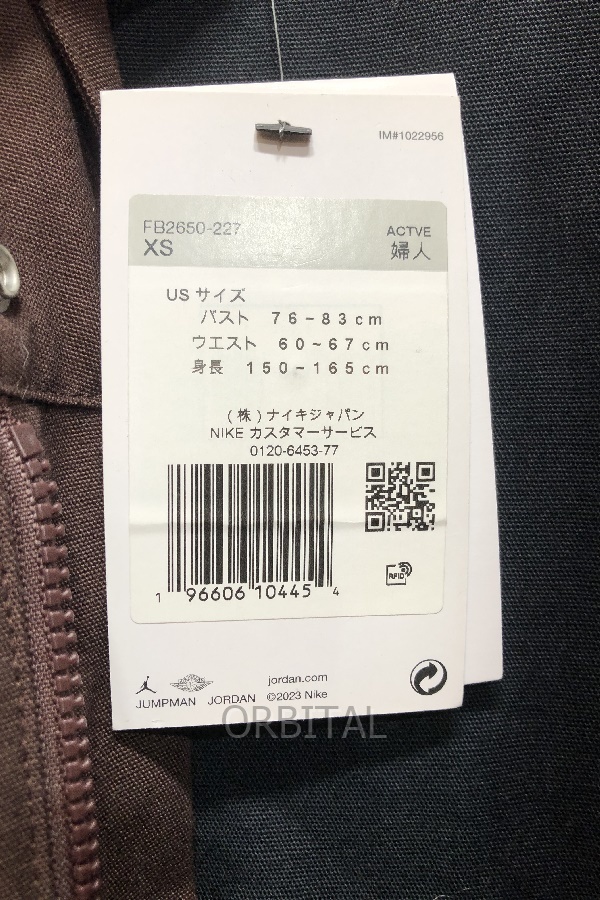 IM#1022956
FB2650-227
XS
ACTVE
婦人
US サイズ
バスト 76-83cm
ウエスト 60~67cm
身長 150-165cm
(株)ナイキジャパン
NIKE カスタマーサービス
0120-6453-77
RFID
1 96606 10445 4
jordan.com
JUMPMAN JORDAN ©2023 Nike
ORBITAL